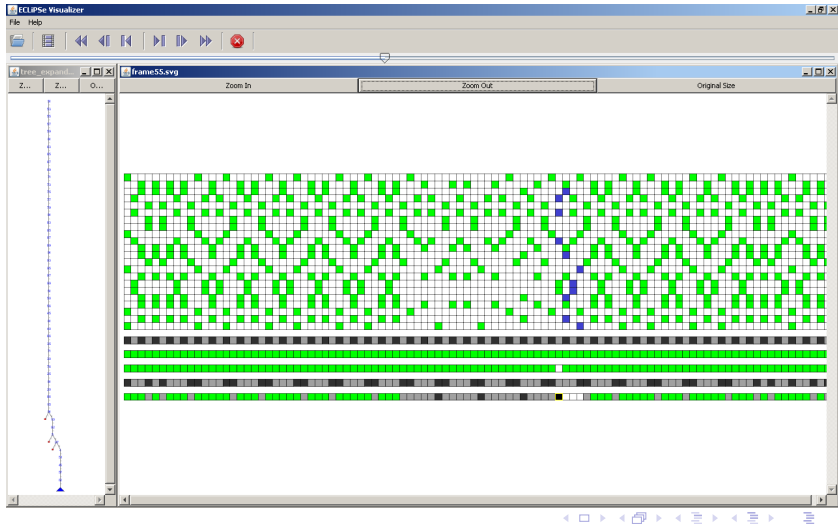 ECLiPSe Visualizer
File Help
tree_expand...
Z... Z... O...
frame55.svg
Zoom In Zoom Out Original Size